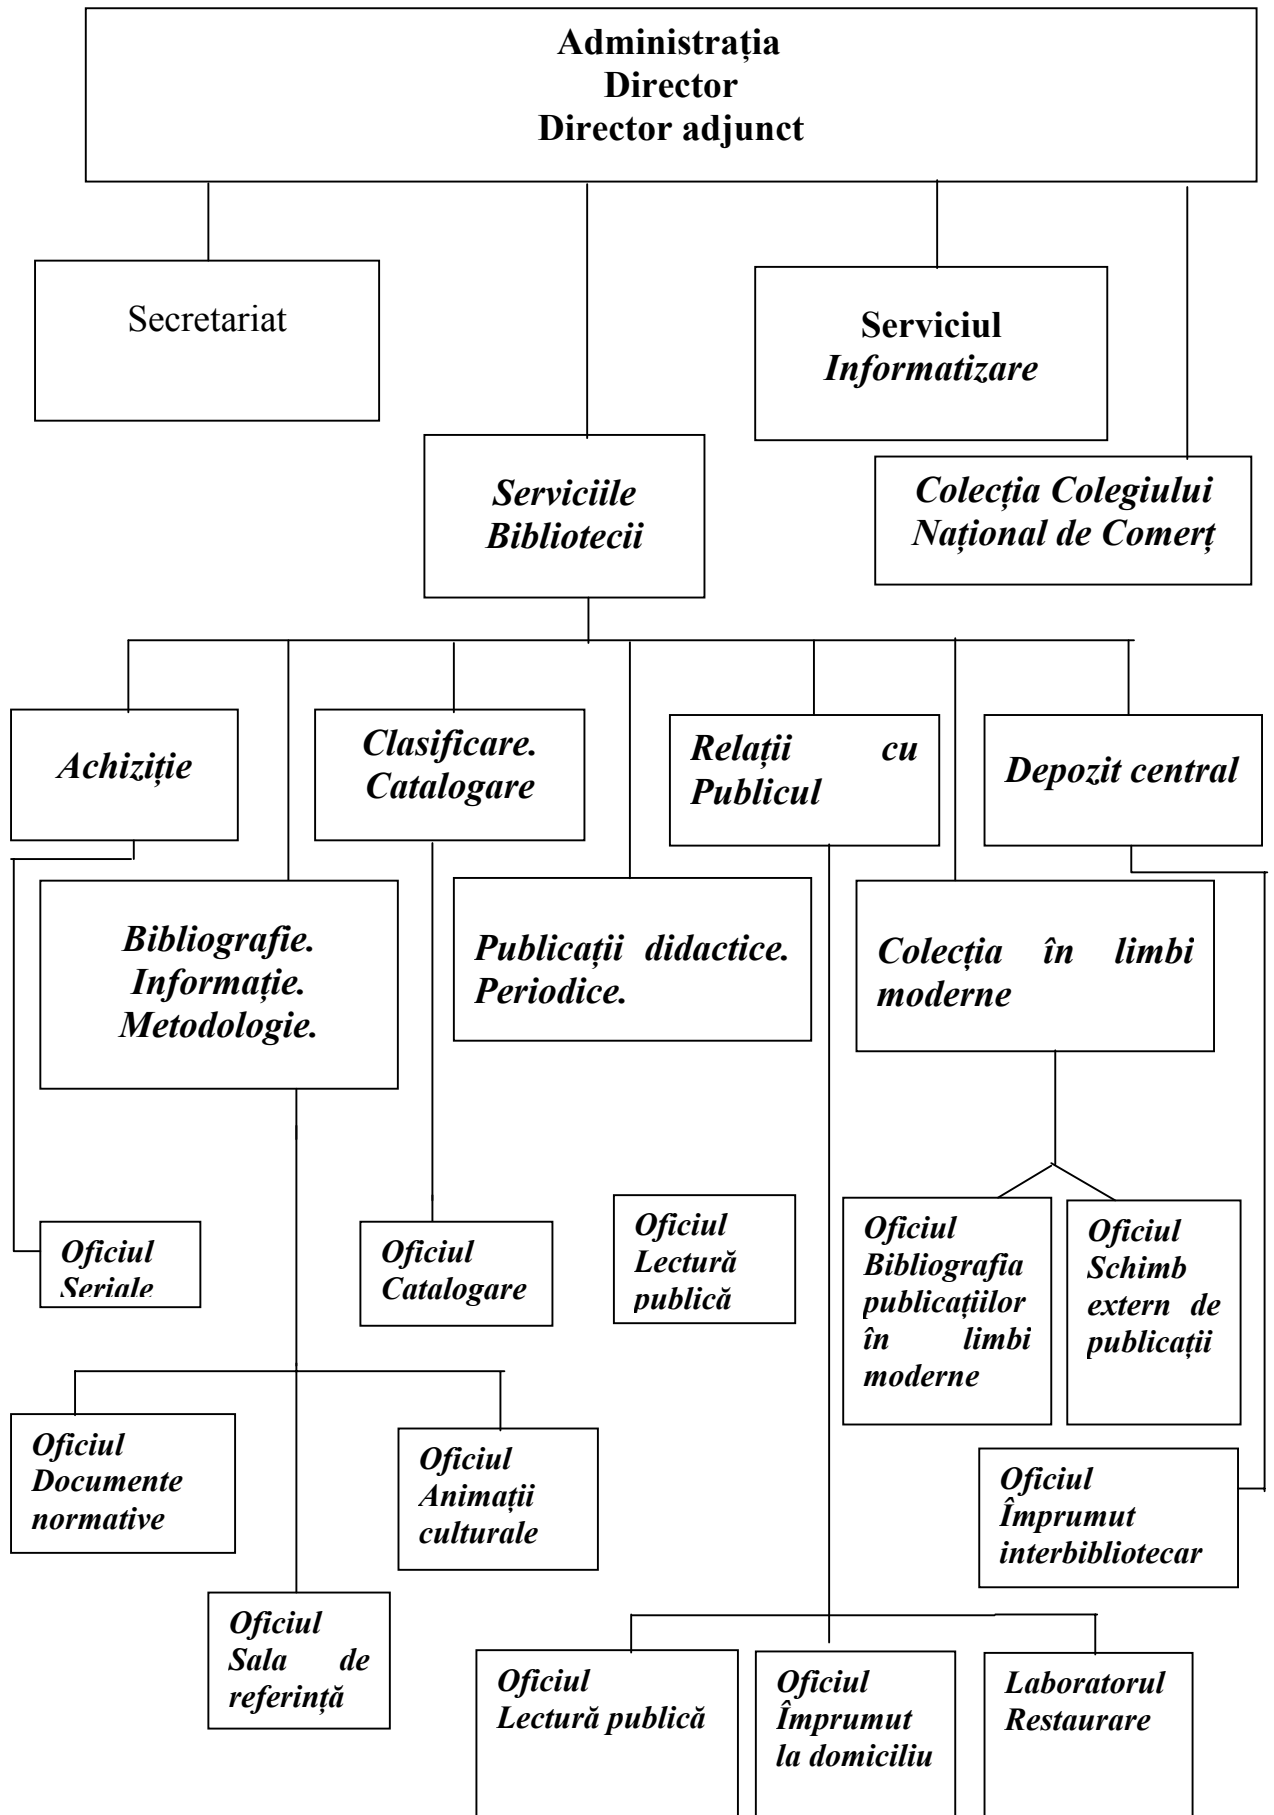 Administrația
Director
Director adjunct
Secretariat
Serviciul
Informatizare
Serviciile
Bibliotecii
Colecția Colegiului
Național de Comerț
Achiziție
Clasificare.
Catalogare
Relații cu
Publicul
Depozit central
Bibliografie.
Informație.
Metodologie.
Publicații didactice.
Periodice.
Colecția în limbi
moderne
Oficiul
Seriale
Oficiul
Catalogare
Oficiul
Lectură
publică
Oficiul
Bibliografia
publicațiilor
în limbi
moderne
Oficiul
Schimb
extern de
publicații
Oficiul
Documente
normative
Oficiul
Animații
culturale
Oficiul
Împrumut
interbibliotecar
Oficiul
Sala de
referință
Oficiul
Lectură publică
Oficiul
Împrumut
la domiciliu
Laboratorul
Restaurare